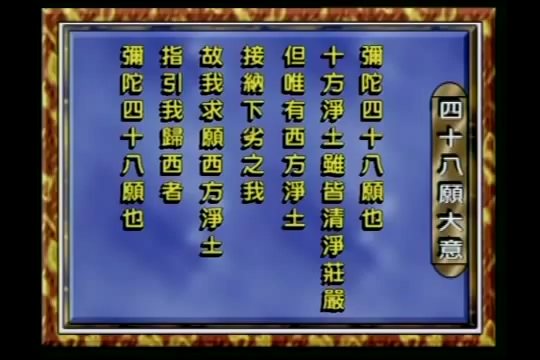 四十八願大意
彌陀四十八願也
十方淨土雖皆清淨莊嚴
但唯有西方淨土
接納下劣之我
故我求願西方淨土
指引我歸西者
彌陀四十八願也